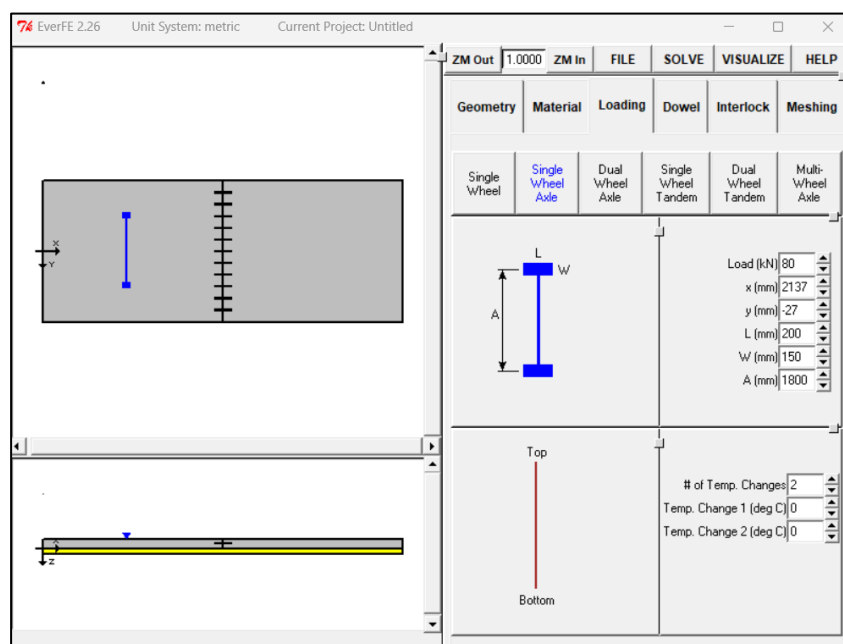 EverFE 2.26 Unit System: metric Current Project: Untitled
ZM Out 1.0000 ZM In FILE SOLVE VISUALIZE HELP
Geometry Material Loading Dowel Interlock Meshing
Single Wheel
Single Wheel Axle
Dual Wheel Axle
Single Wheel Tandem
Dual Wheel Tandem
Multi-Wheel Axle
X
Y
L
W
A
Load (kN) 80
x (mm) 2137
y (mm) -27
L (mm) 200
W (mm) 150
A (mm) 1800
X
Z
Top
Bottom
# of Temp. Changes 2
Temp. Change 1 (deg C) 0
Temp. Change 2 (deg C) 0